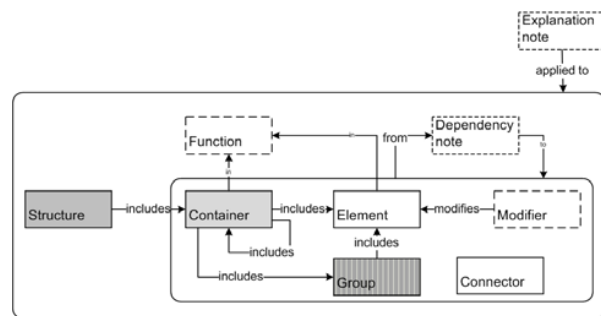 Explanation
note
applied to
Function
in
from
Dependency
note
in
to
Structure
includes
Container
includes
Element
modifies
Modifier
includes
includes
includes
Group
Connector